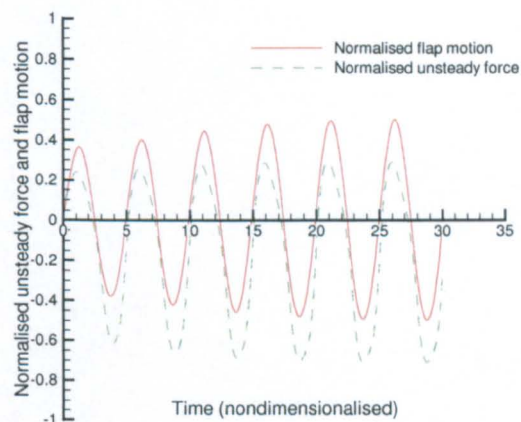 Normalised unsteady force and flap motion
1
0.8
0.6
0.4
0.2
0
-0.2
-0.4
-0.6
-0.8
-1
Normalised flap motion
Normalised unsteady force
0 5 10 15 20 25 30 35
Time (nondimensionalised)